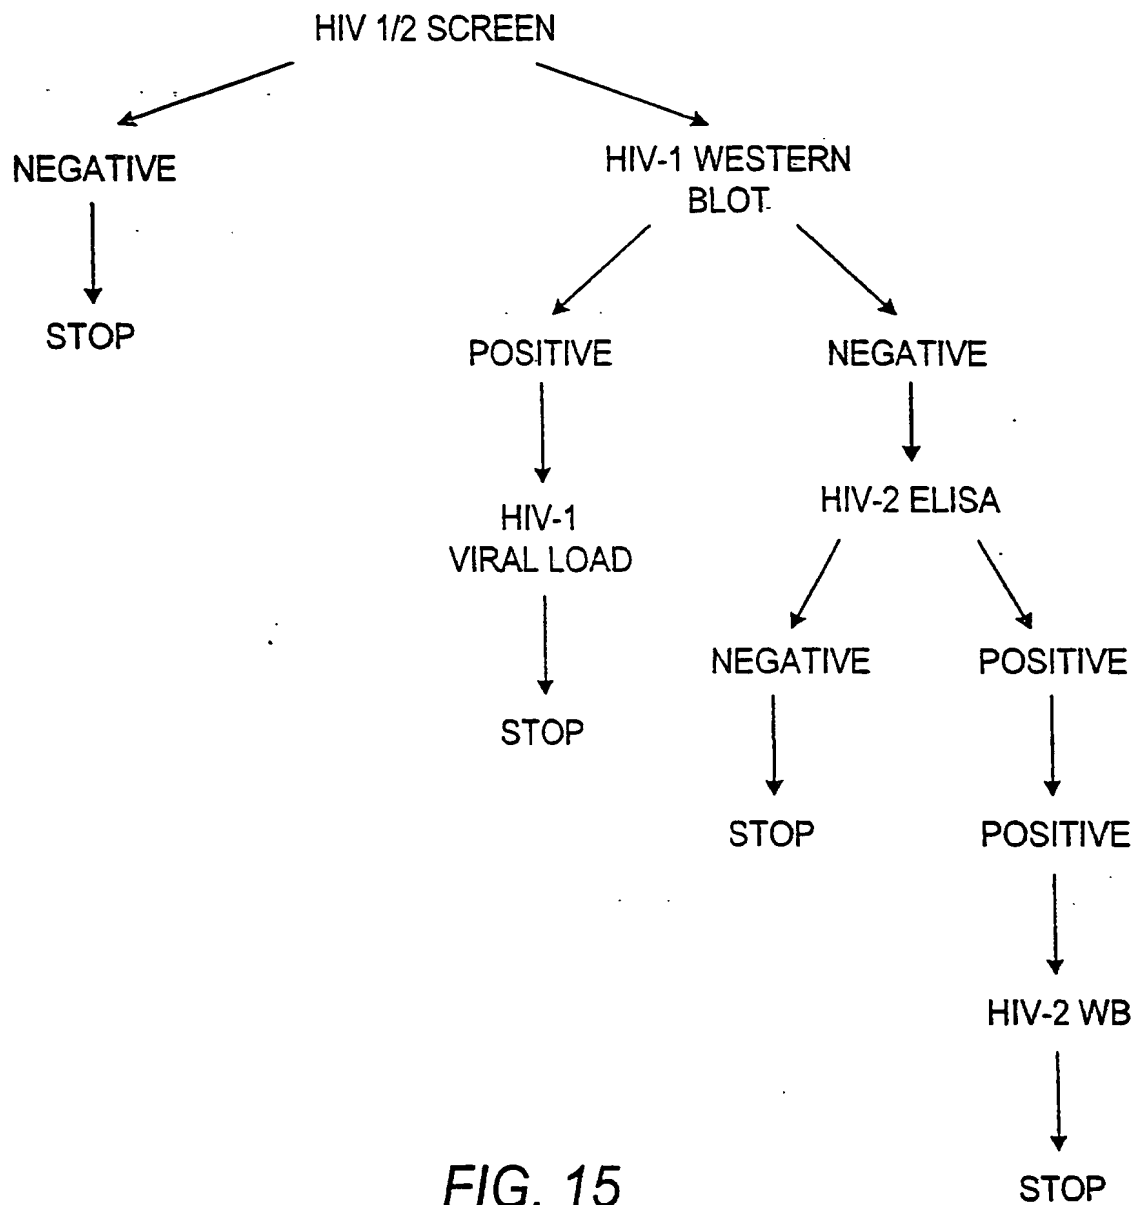 HIV 1/2 SCREEN
NEGATIVE
HIV-1 WESTERN
BLOT
STOP
POSITIVE
NEGATIVE
HIV-1
VIRAL LOAD
HIV-2 ELISA
NEGATIVE
POSITIVE
STOP
STOP
POSITIVE
HIV-2 WB
STOP
FIG. 15